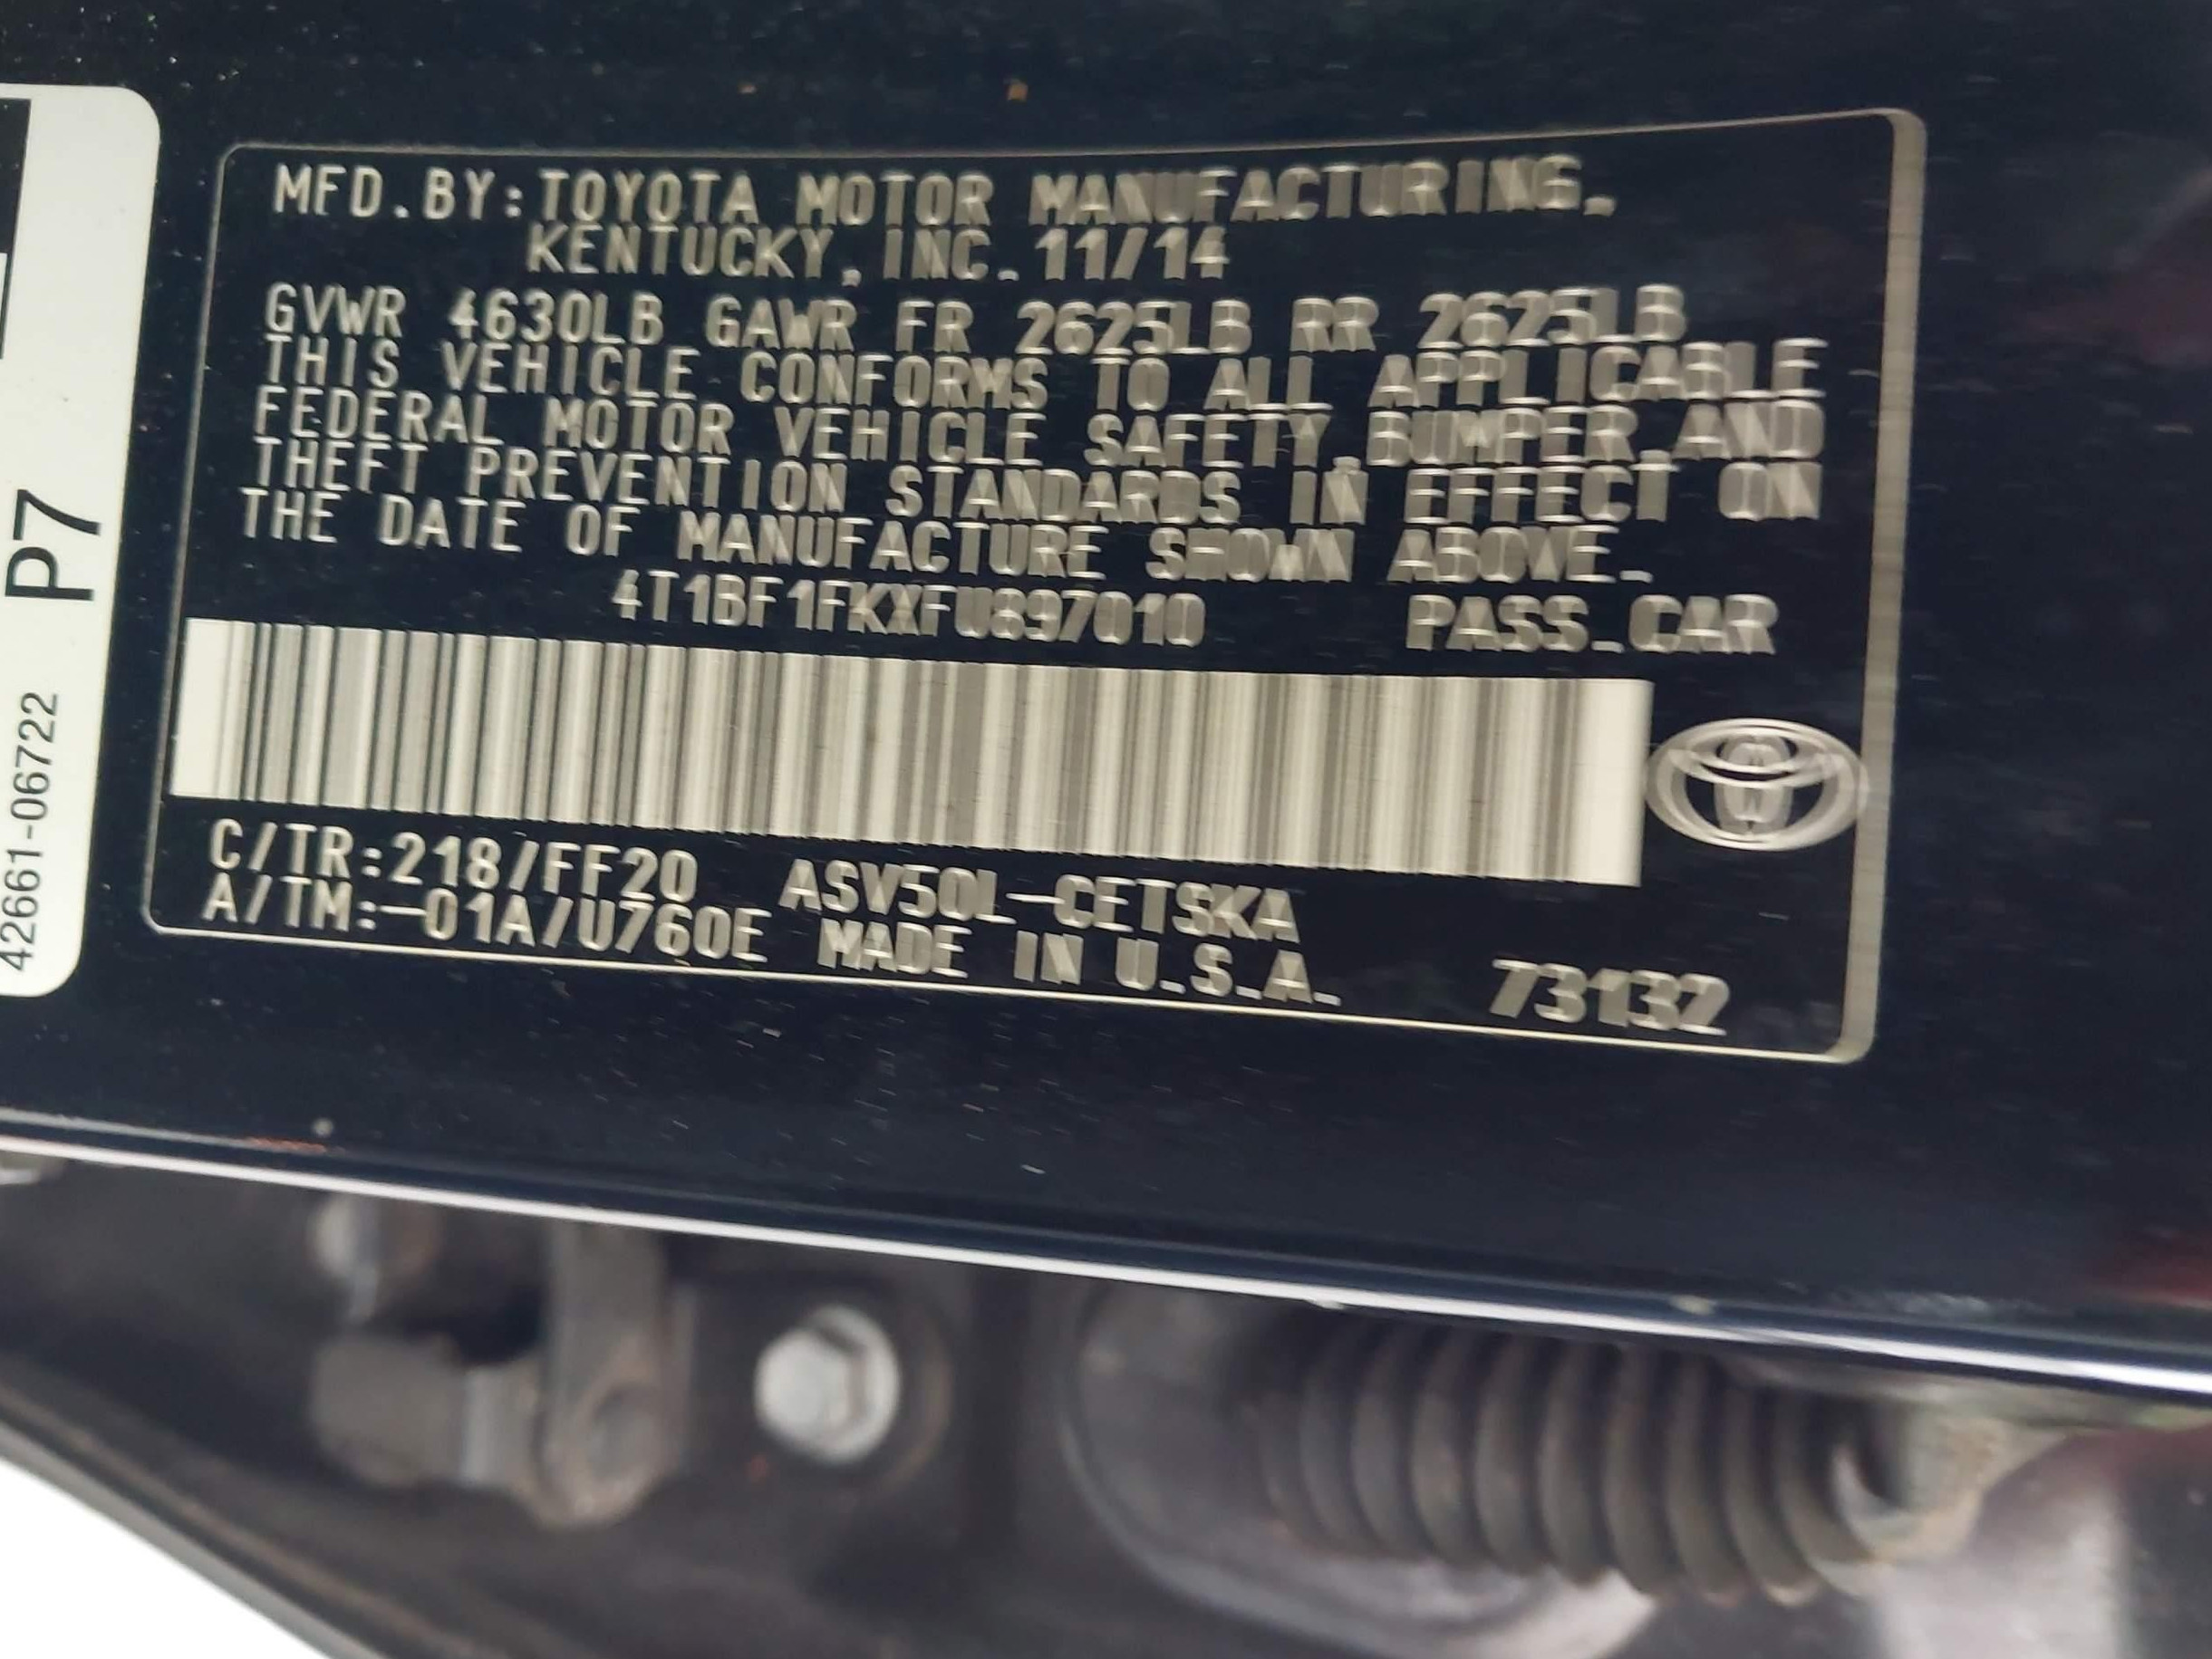 MFD.BY:TOYOTA MOTOR MANUFACTURING,
KENTUCKY, INC. 11/14
GVWR 4630LB GAWR FR 2625LB RR 2625LB
THIS VEHICLE CONFORMS TO ALL APPLICABLE
FEDERAL MOTOR VEHICLE SAFETY,BUMPER,AND
THEFT PREVENTION STANDARDS IN EFFECT ON
THE DATE OF MANUFACTURE SHOWN ABOVE.
4T1BF1FKXFU897010 PASS.CAR
C/TR:218/FF20 ASV50L-CETSKA
A/TM:-01A/U760E MADE IN U.S.A. 73132
42661-06722 P7